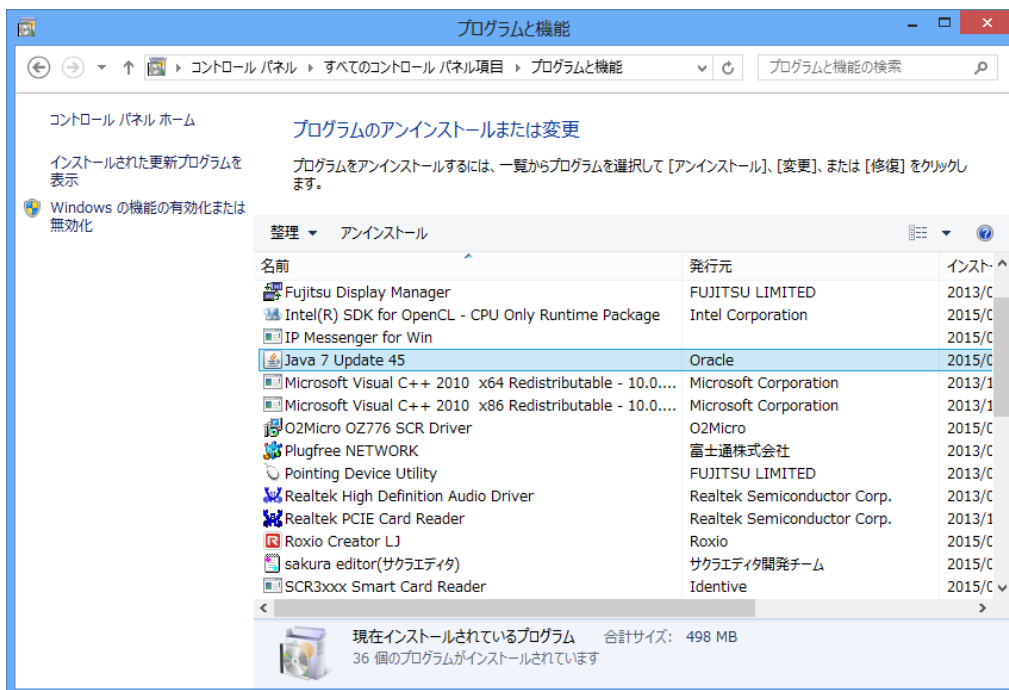 プログラムと機能
コントロール パネル ▸ すべてのコントロール パネル項目 ▸ プログラムと機能
プログラムと機能の検索
コントロール パネル ホーム
インストールされた更新プログラムを
表示
Windows の機能の有効化または
無効化
プログラムのアンインストールまたは変更
プログラムをアンインストールするには、一覧からプログラムを選択して [アンインストール]、[変更]、または [修復] をクリックし
ます。
整理 アンインストール
名前 発行元 インスト
Fujitsu Display Manager FUJITSU LIMITED 2013/
Intel(R) SDK for OpenCL - CPU Only Runtime Package Intel Corporation 2015/
IP Messenger for Win 2015/
Java 7 Update 45 Oracle 2015/
Microsoft Visual C++ 2010 x64 Redistributable - 10.0.... Microsoft Corporation 2013/1
Microsoft Visual C++ 2010 x86 Redistributable - 10.0.... Microsoft Corporation 2013/1
O2Micro OZ776 SCR Driver O2Micro 2015/
Plugfree NETWORK 富士通株式会社 2013/
Pointing Device Utility FUJITSU LIMITED 2013/
Realtek High Definition Audio Driver Realtek Semiconductor Corp. 2013/
Realtek PCIE Card Reader Realtek Semiconductor Corp. 2013/1
Roxio Creator LJ Roxio 2015/
sakura editor(サクラエディタ) サクラエディタ開発チーム 2015/
SCR3xxx Smart Card Reader Identive 2015/
現在インストールされているプログラム 合計サイズ: 498 MB
36 個のプログラムがインストールされています